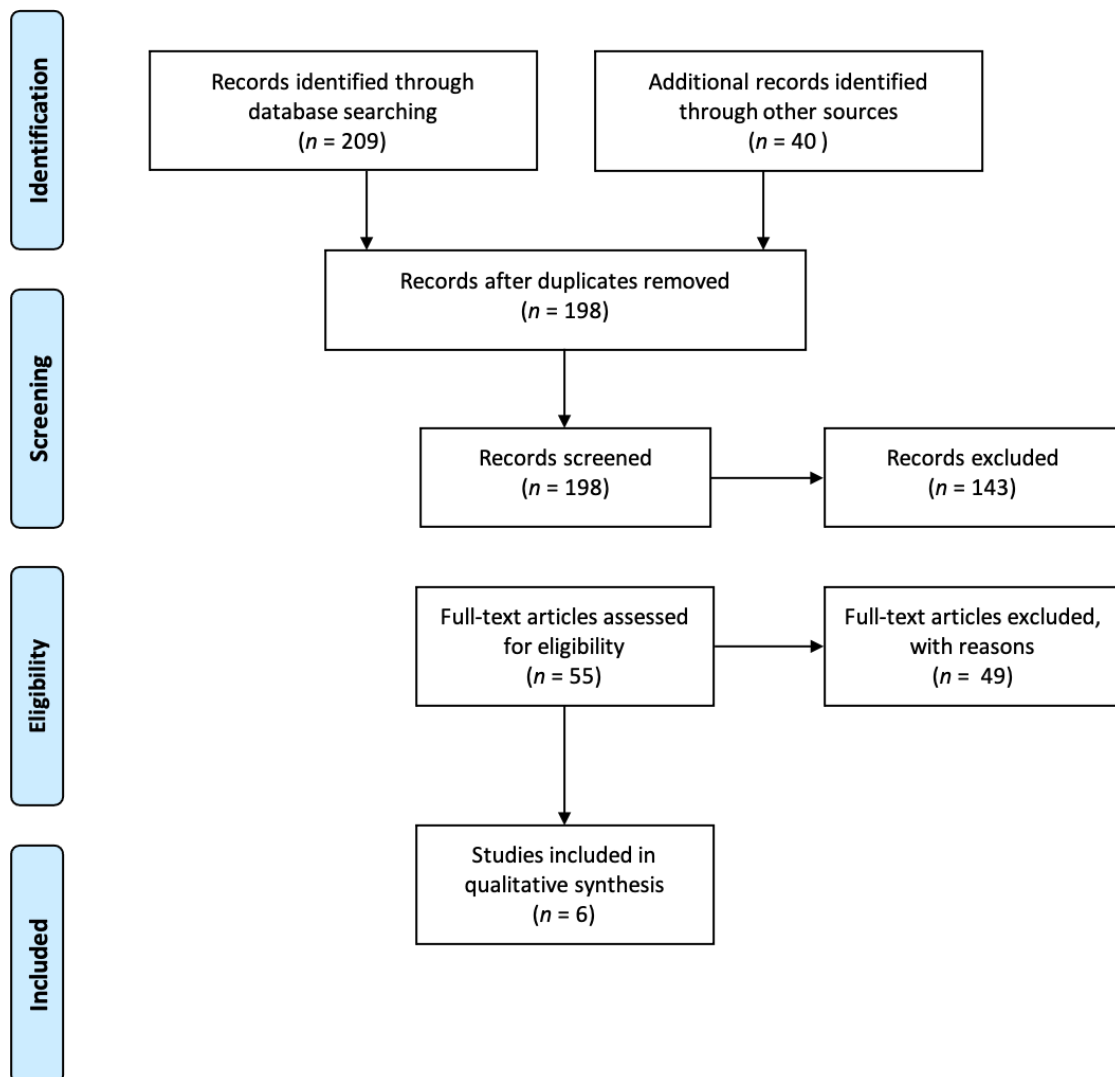 Identification
Records identified through
database searching
(n = 209)
Additional records identified
through other sources
(n = 40 )
Records after duplicates removed
(n = 198)
Screening
Records screened
(n = 198)
Records excluded
(n = 143)
Eligibility
Full-text articles assessed
for eligibility
(n = 55)
Full-text articles excluded,
with reasons
(n =  49)
Included
Studies included in
qualitative synthesis
(n = 6)